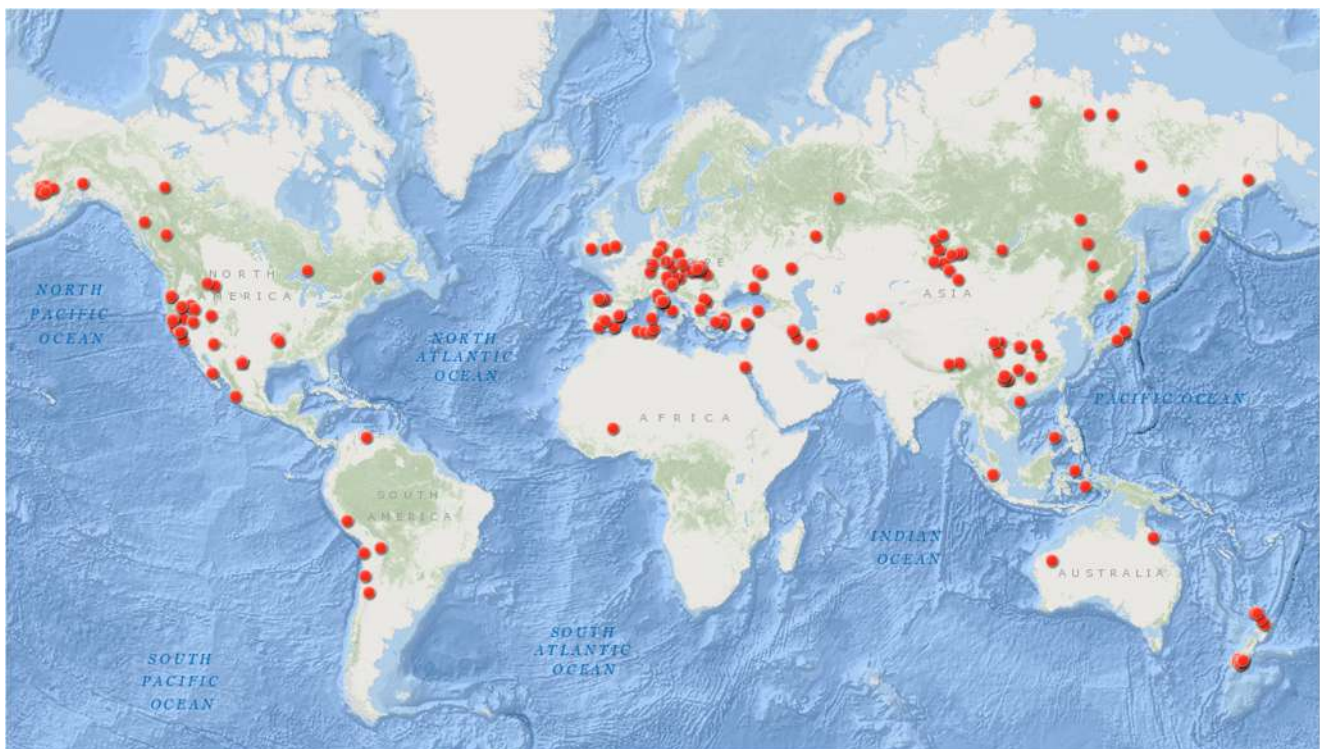 NORTH
PACIFIC
OCEAN
NORTH
AMERICA
NORTH
ATLANTIC
OCEAN
ASIA
AFRICA
PACIFIC OCEAN
SOUTH
AMERICA
INDIAN
OCEAN
AUSTRALIA
SOUTH
ATLANTIC
OCEAN
SOUTH
PACIFIC
OCEAN